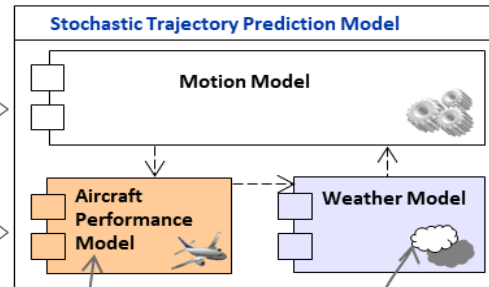 Stochastic Trajectory Prediction Model
Motion Model
Aircraft
Performance
Model
Weather Model